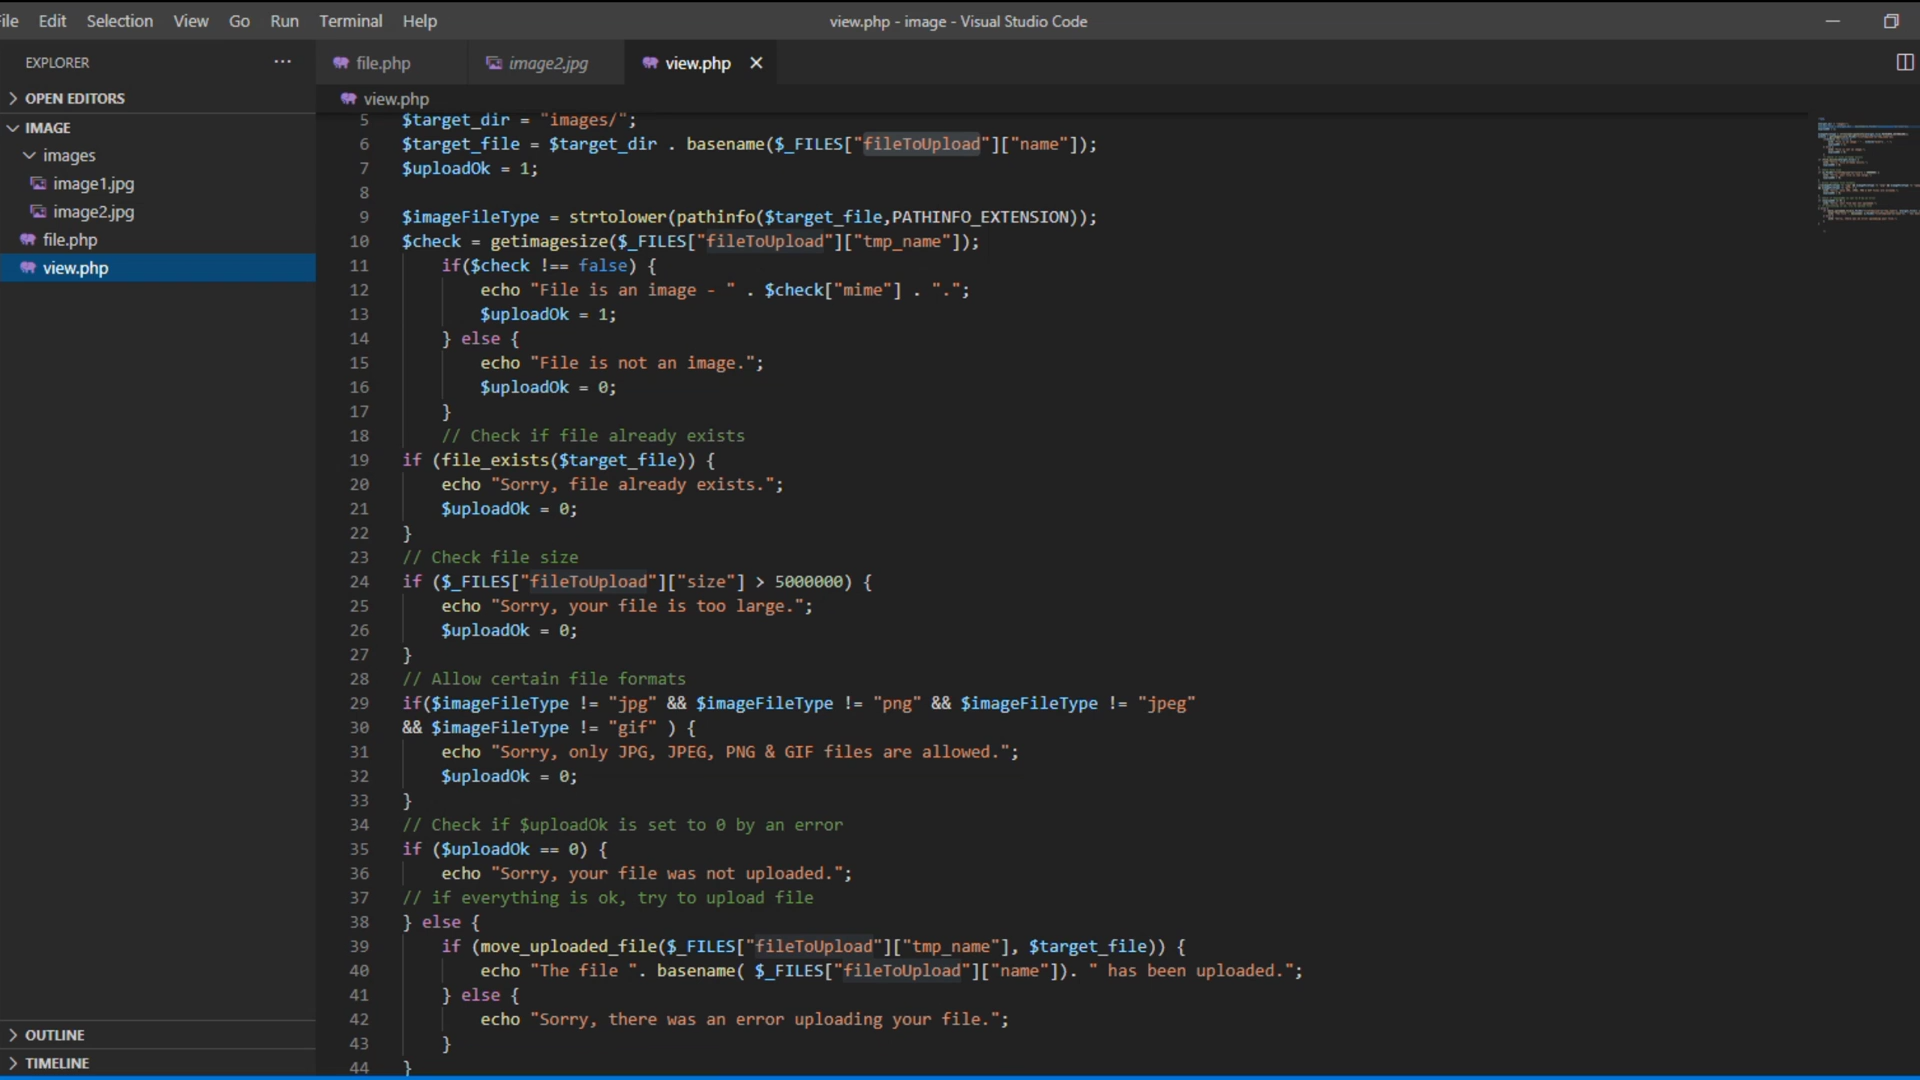 ile Edit Selection View Go Run Terminal Help
view.php - image - Visual Studio Code
EXPLORER
OPEN EDITORS
IMAGE
images
image1.jpg
image2.jpg
file.php
view.php
OUTLINE
TIMELINE
file.php image2.jpg view.php
view.php
5 $target_dir = "images/";
6 $target_file = $target_dir . basename($_FILES["fileToUpload"]["name"]);
7 $uploadOk = 1;
8
9 $imageFileType = strtolower(pathinfo($target_file,PATHINFO_EXTENSION));
10 $check = getimagesize($_FILES["fileToUpload"]["tmp_name"]);
11 if($check !== false) {
12 echo "File is an image - " . $check["mime"] . ".";
13 $uploadOk = 1;
14 } else {
15 echo "File is not an image.";
16 $uploadOk = 0;
17 }
18 // Check if file already exists
19 if (file_exists($target_file)) {
20 echo "Sorry, file already exists.";
21 $uploadOk = 0;
22 }
23 // Check file size
24 if ($_FILES["fileToUpload"]["size"] > 5000000) {
25 echo "Sorry, your file is too large.";
26 $uploadOk = 0;
27 }
28 // Allow certain file formats
29 if($imageFileType != "jpg" && $imageFileType != "png" && $imageFileType != "jpeg"
30 && $imageFileType != "gif" ) {
31 echo "Sorry, only JPG, JPEG, PNG & GIF files are allowed.";
32 $uploadOk = 0;
33 }
34 // Check if $uploadOk is set to 0 by an error
35 if ($uploadOk == 0) {
36 echo "Sorry, your file was not uploaded.";
37 // if everything is ok, try to upload file
38 } else {
39 if (move_uploaded_file($_FILES["fileToUpload"]["tmp_name"], $target_file)) {
40 echo "The file ". basename( $_FILES["fileToUpload"]["name"]). " has been uploaded.";
41 } else {
42 echo "Sorry, there was an error uploading your file.";
43 }
44 }